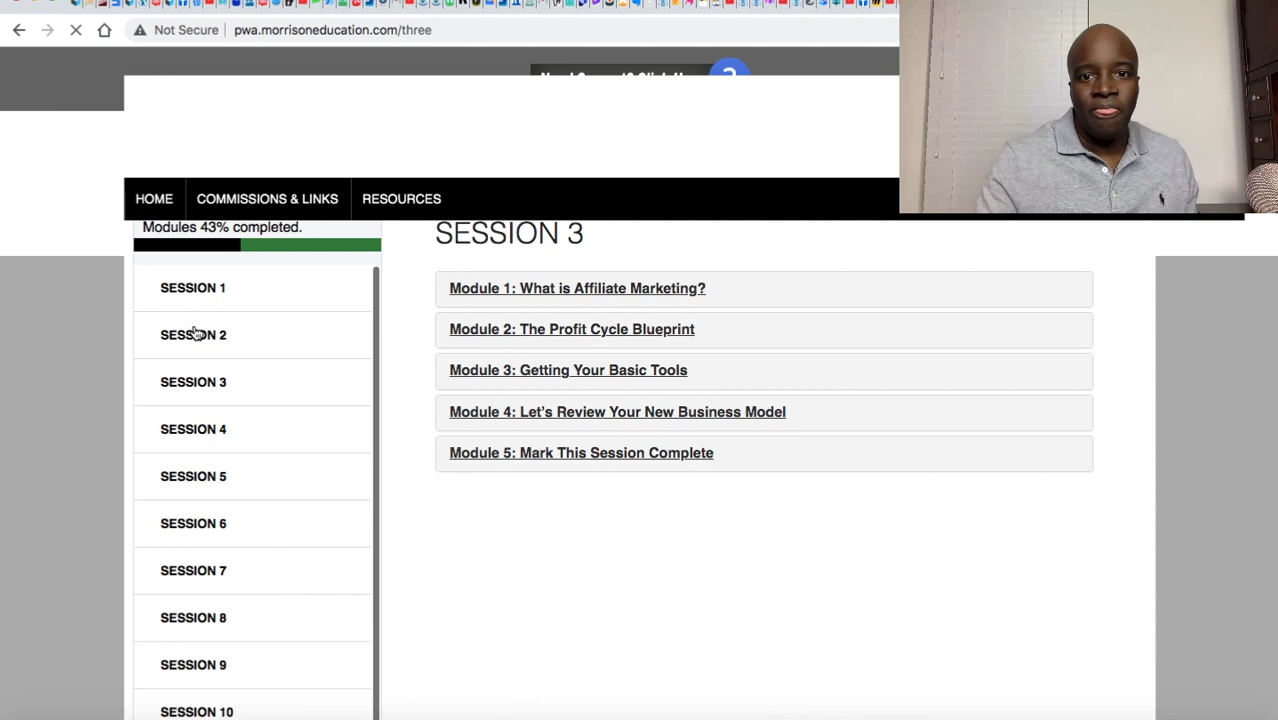 Not Secure
pwa.morrisoneducation.com/three
HOME
COMMISSIONS & LINKS
RESOURCES
Modules 43% completed.
SESSION 1
SESSION 2
SESSION 3
SESSION 4
SESSION 5
SESSION 6
SESSION 7
SESSION 8
SESSION 9
SESSION 10
SESSION 3
Module 1: What is Affiliate Marketing?
Module 2: The Profit Cycle Blueprint
Module 3: Getting Your Basic Tools
Module 4: Let's Review Your New Business Model
Module 5: Mark This Session Complete